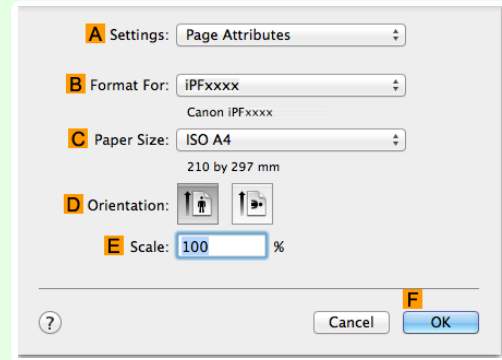 A Settings: Page Attributes
B Format For: iPFxxxx
Canon iPFxxxx
C Paper Size: ISO A4
210 by 297 mm
D Orientation:
E Scale: 100 %
F
? Cancel OK